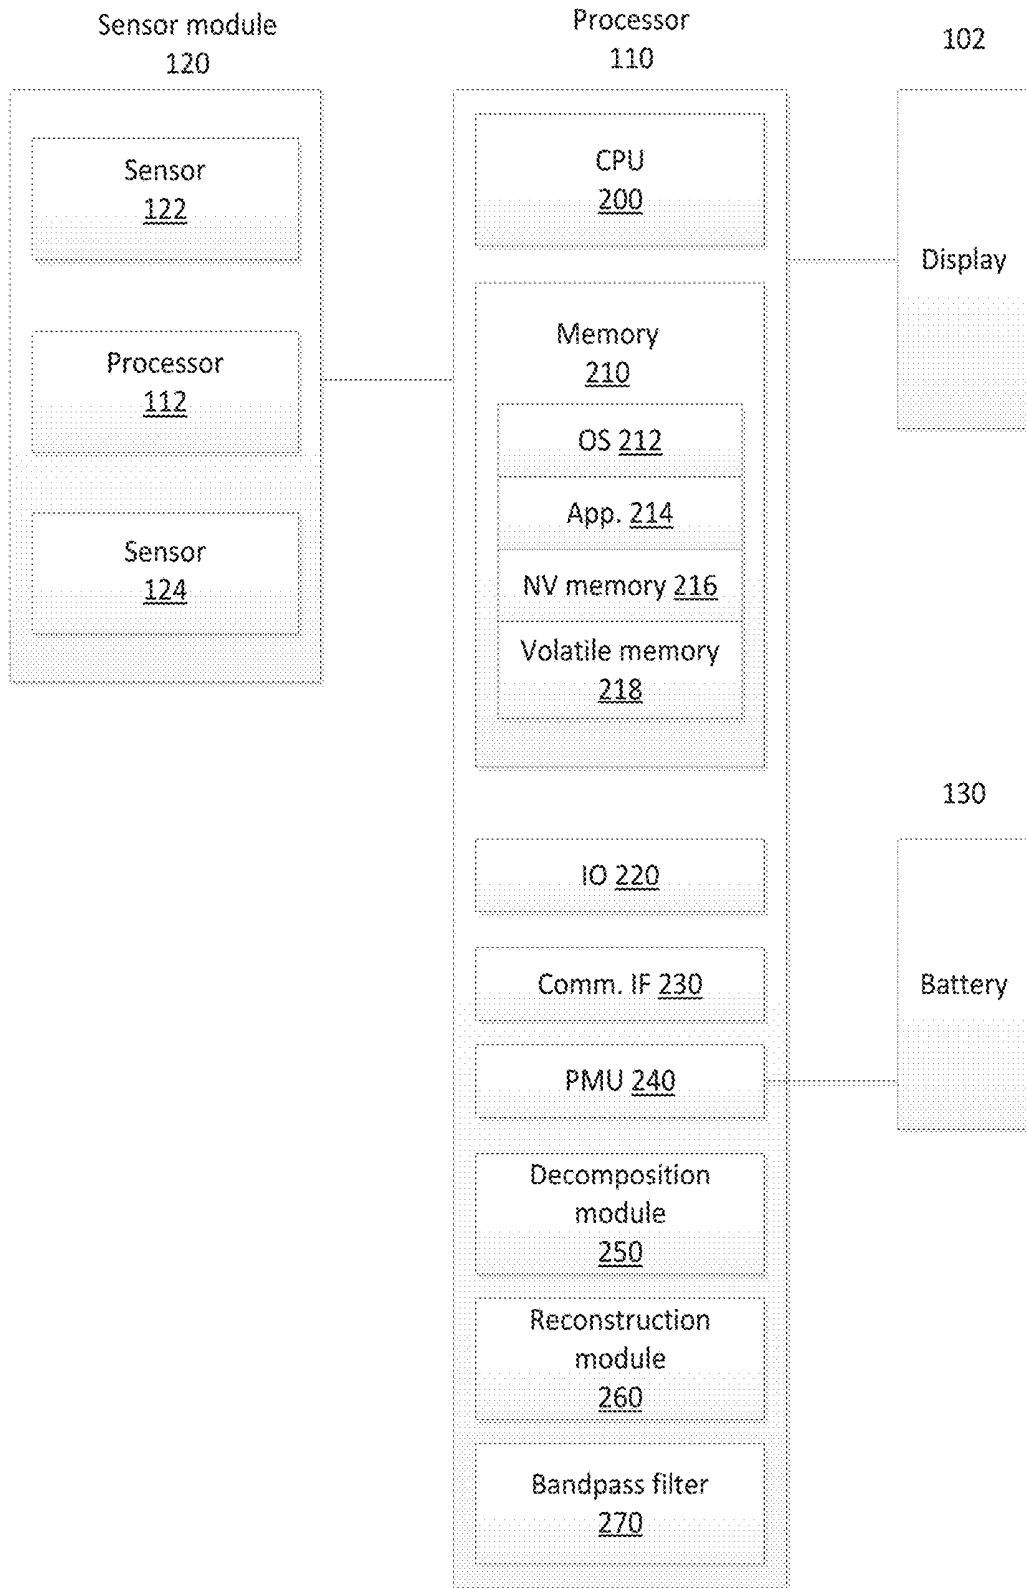 Sensor module
120
Sensor
122
Processor
112
Sensor
124
Processor
110
CPU
200
Memory
210
OS 212
App. 214
NV memory 216
Volatile memory
218
IO 220
Comm. IF 230
PMU 240
Decomposition
module
250
Reconstruction
module
260
Bandpass filter
270
102
Display
130
Battery